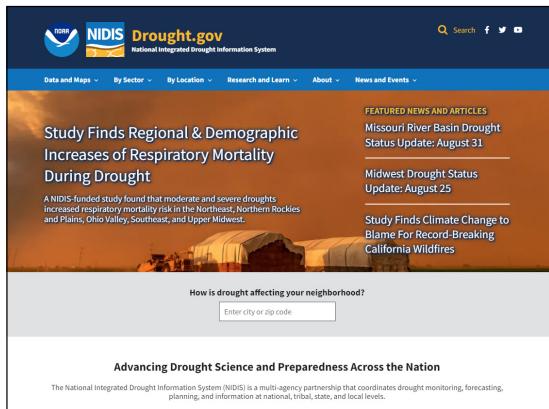 NOAA
NIDIS
Drought.gov
National Integrated Drought Information System
Search
Data and Maps
By Sector
By Location
Research and Learn
About
News and Events
Study Finds Regional & Demographic
Increases of Respiratory Mortality
During Drought
A NIDIS-funded study found that moderate and severe droughts
increased respiratory mortality risk in the Northeast, Northern Rockies
and Plains, Ohio Valley, Southeast, and Upper Midwest.
FEATURED NEWS AND ARTICLES
Missouri River Basin Drought
Status Update: August 31
Midwest Drought Status
Update: August 25
Study Finds Climate Change to
Blame For Record-Breaking
California Wildfires
How is drought affecting your neighborhood?
Enter city or zip code
Advancing Drought Science and Preparedness Across the Nation
The National Integrated Drought Information System (NIDIS) is a multi-agency partnership that coordinates drought monitoring, forecasting,
planning, and information at national, tribal, state, and local levels.